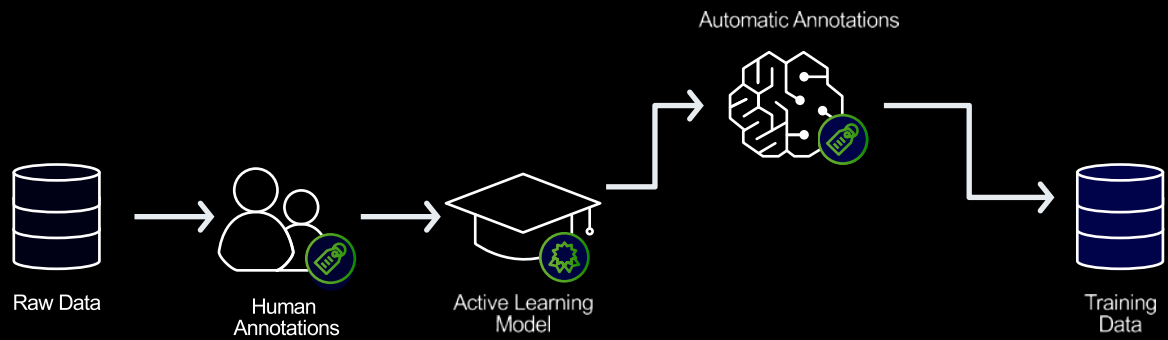 Automatic Annotations
Raw Data
Human
Annotations
Active Learning
Model
Training
Data